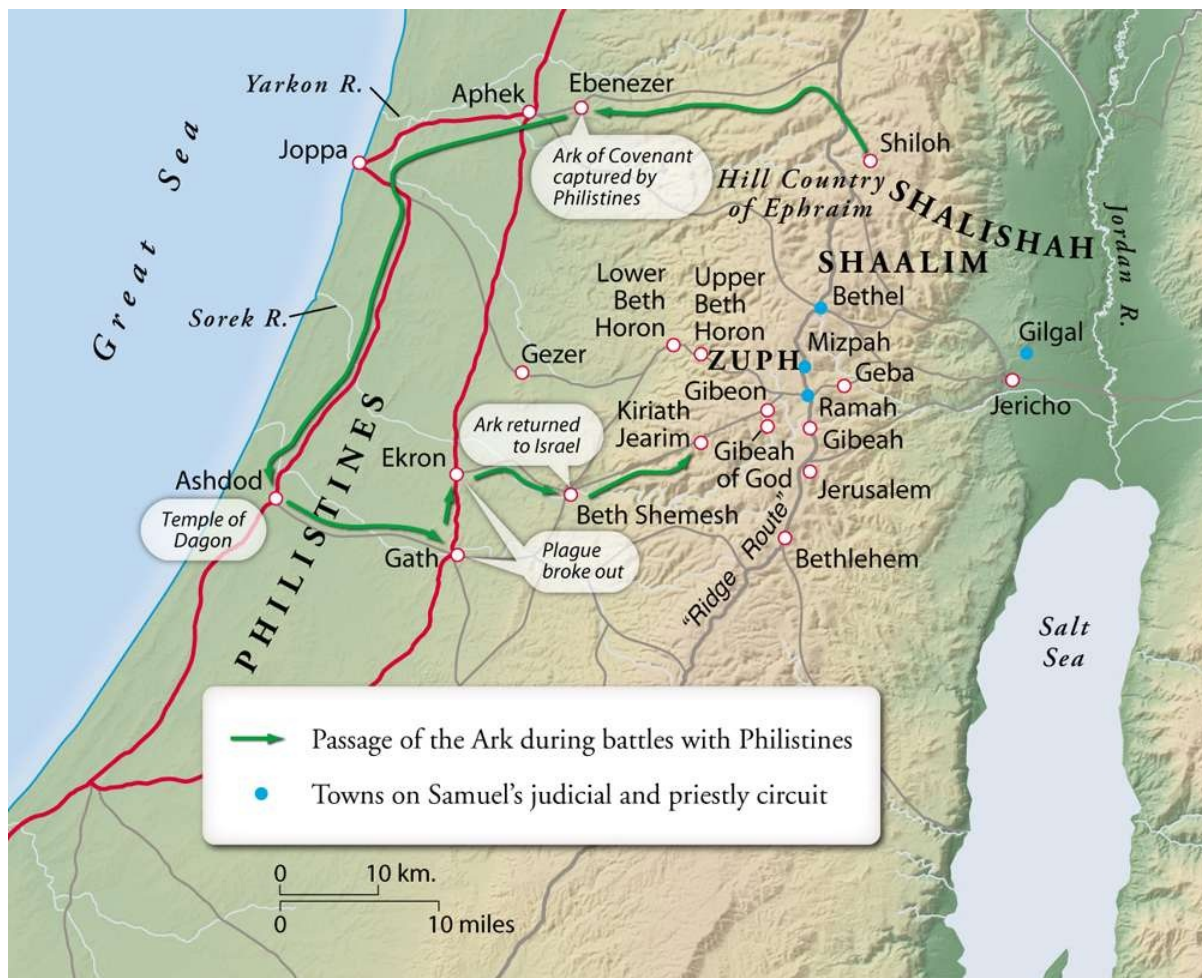 Yarkon R.
Aphek
Ebenezer
Joppa
Ark of Covenant
captured by
Philistines
Shiloh
Great Sea
Hill Country
of Ephraim
SHALISHAH
Jordan R.
SHAALIM
Lower
Beth
Horon
Upper
Beth
Horon
Bethel
Sorek R.
Mizpah
Gilgal
ZUPH
Gezer
Geba
Gibeon
Jericho
Kiriath
Jearim
Ramah
Ark returned
to Israel
Gibeah
Gibeah
of God
Ekron
Ashdod
Jerusalem
Beth Shemesh
Temple of
Dagon
PHILISTINES
Gath
Plague
broke out
"Ridge Route"
Bethlehem
Salt
Sea
Passage of the Ark during battles with Philistines
Towns on Samuel's judicial and priestly circuit
0 10 km.
0 10 miles